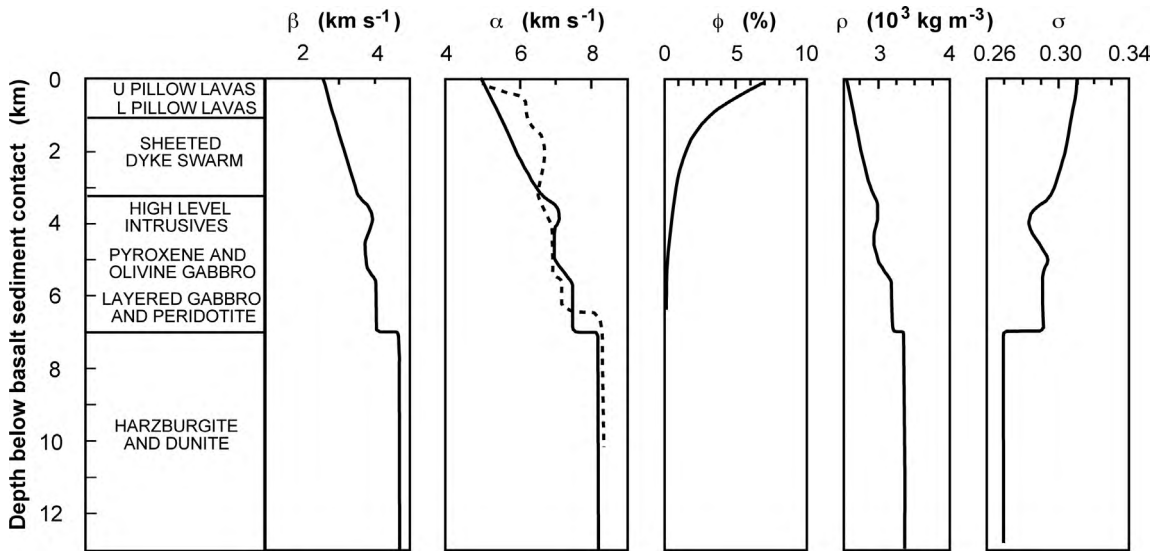 β (km s-1)
α (km s-1)
ϕ (%)
ρ (10³ kg m-3)
σ
2 4
4 6 8
0 5 10
3 4
0.26 0.30 0.34
Depth below basalt sediment contact (km)
0
2
4
6
8
10
12
U PILLOW LAVAS
L PILLOW LAVAS
SHEETED
DYKE SWARM
HIGH LEVEL
INTRUSIVES
PYROXENE AND
OLIVINE GABBRO
LAYERED GABBRO
AND PERIDOTITE
HARZBURGITE
AND DUNITE